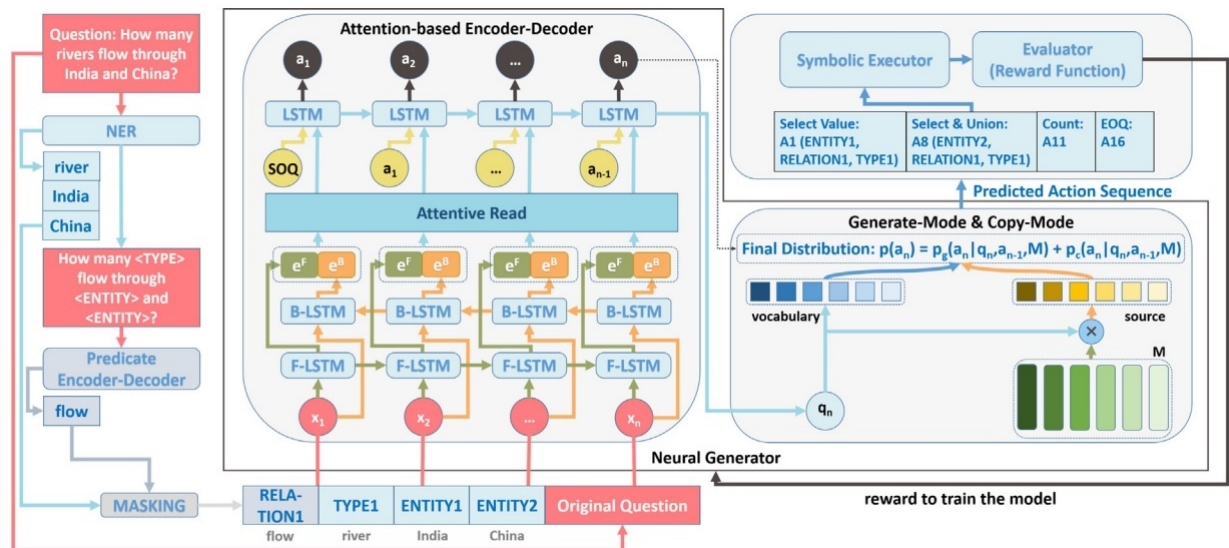 Question: How many
rivers flow through
India and China?
NER
river
India
China
How many <TYPE>
flow through
<ENTITY> and
<ENTITY>?
Predicate
Encoder-Decoder
flow
MASKING
RELA-
TION1
TYPE1
ENTITY1
ENTITY2
Original Question
flow
river
India
China
Attention-based Encoder-Decoder
a1
a2
...
an
LSTM
LSTM
LSTM
LSTM
SOQ
a1
...
an-1
Attentive Read
eF
eB
eF
eB
eF
eB
eF
eB
B-LSTM
B-LSTM
B-LSTM
B-LSTM
F-LSTM
F-LSTM
F-LSTM
F-LSTM
x1
x2
...
xn
Neural Generator
Symbolic Executor
Evaluator
(Reward Function)
Select Value:
A1 (ENTITY1,
RELATION1, TYPE1)
Select & Union:
A8 (ENTITY2,
RELATION1, TYPE1)
Count:
A11
EOQ:
A16
Predicted Action Sequence
Generate-Mode & Copy-Mode
Final Distribution: p(an) = pg(an|qn,an-1,M) + pc(an|qn,an-1,M)
vocabulary
source
×
M
qn
reward to train the model